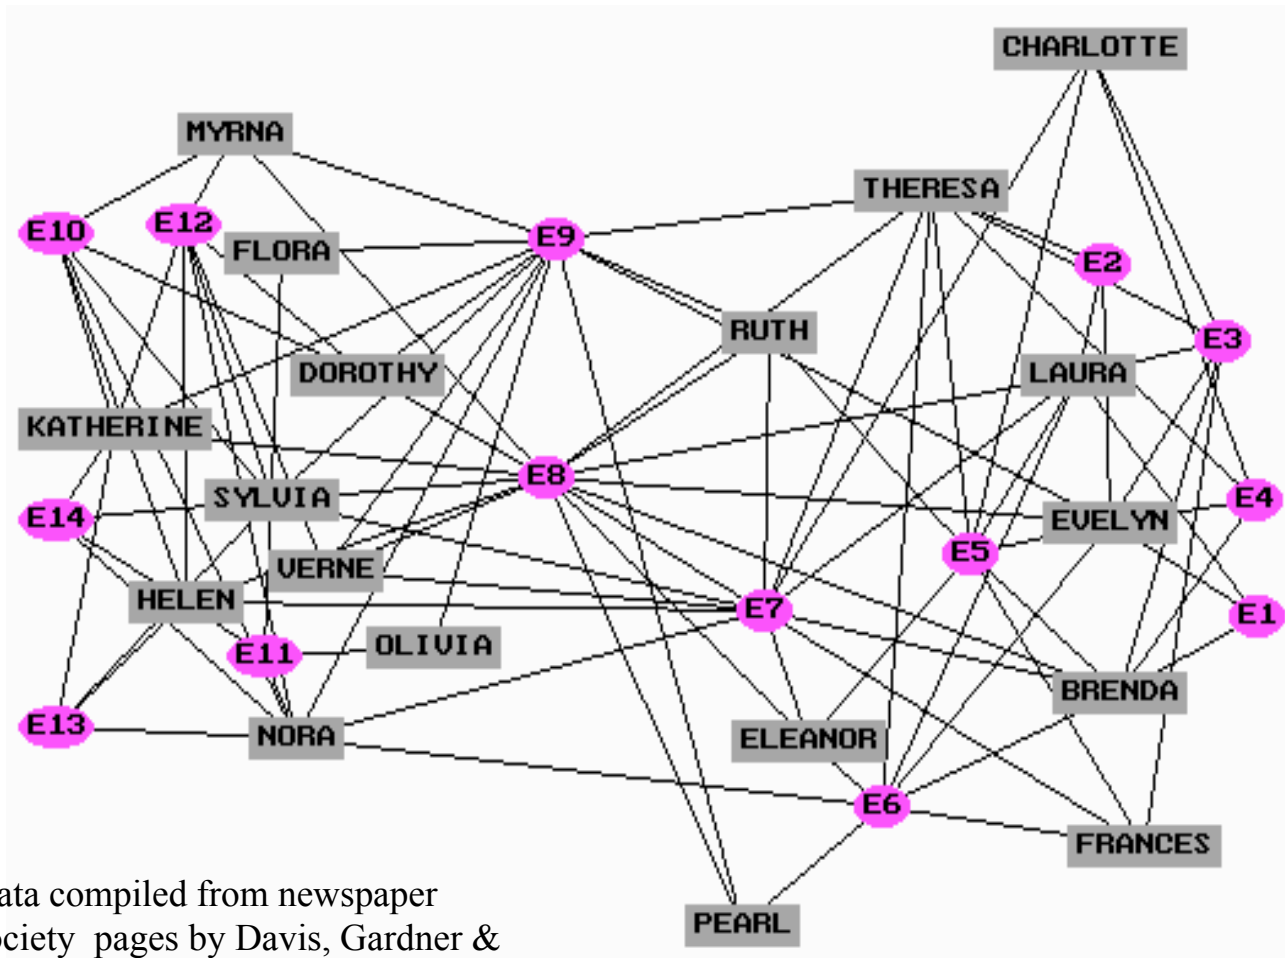 CHARLOTTE
MYRNA
THERESA
E10
E12
FLORA
E9
E2
RUTH
E3
DOROTHY
LAURA
KATHERINE
E8
SYLVIA
E14
E4
EVELYN
E5
VERNE
HELEN
E7
E1
E11
OLIVIA
BRENDA
E13
NORA
ELEANOR
E6
FRANCES
ata compiled from newspaper
PEARL
ociety pages by Davis, Gardner &